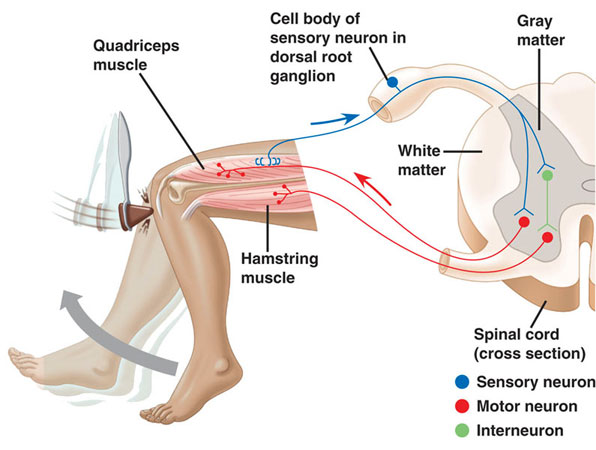 Cell body of
sensory neuron in
dorsal root
ganglion
Gray
matter
Quadriceps
muscle
White
matter
Hamstring
muscle
Spinal cord
(cross section)
Sensory neuron
Motor neuron
Interneuron